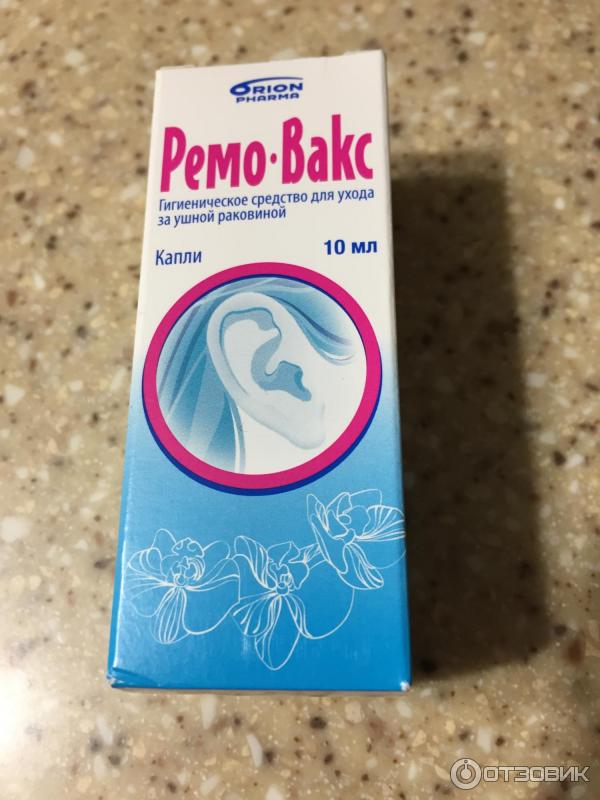 ORION
PHARMA
Ремо·Вакс
Гигиеническое средство для ухода
за ушной раковиной
Капли
10 мл
ОТЗОВИК